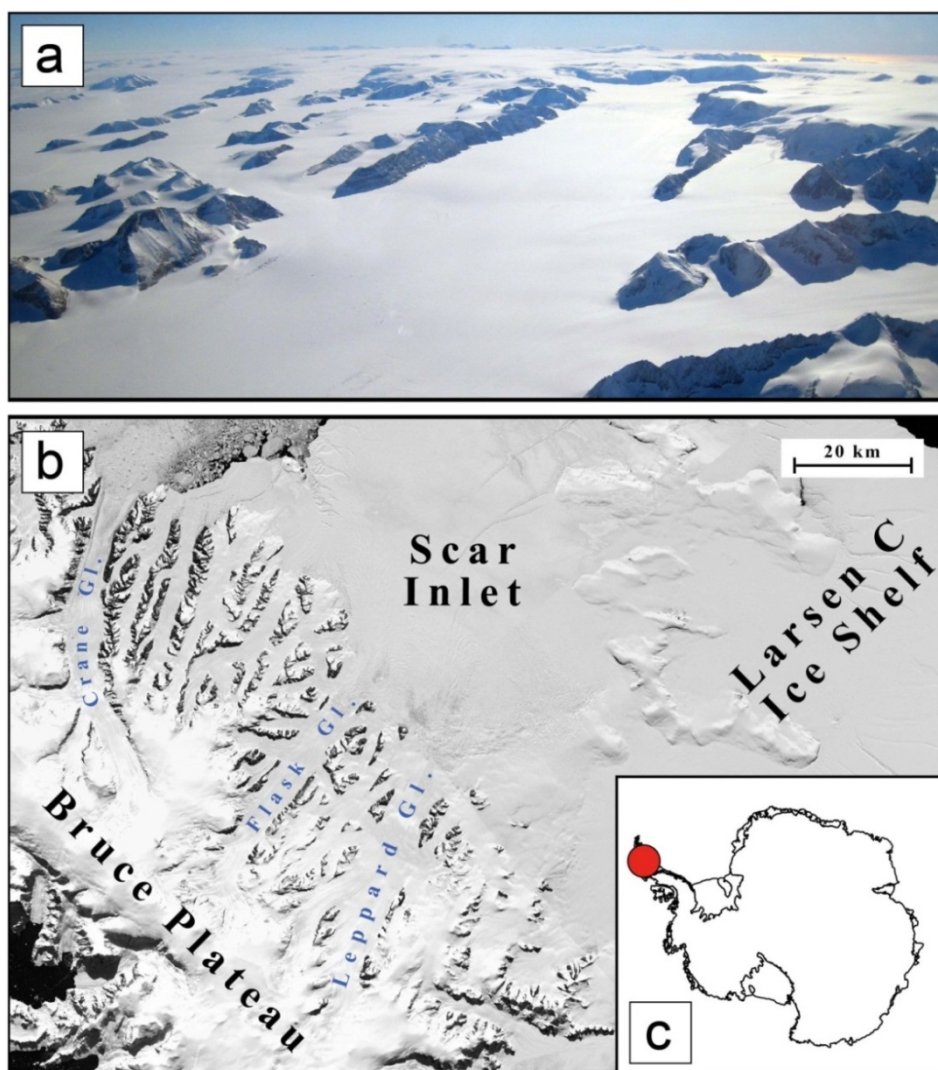 a
b
20 km
Scar
Inlet
Larsen C
Ice Shelf
Crane Gl.
Flask Gl.
Leppard Gl.
Bruce Plateau
c